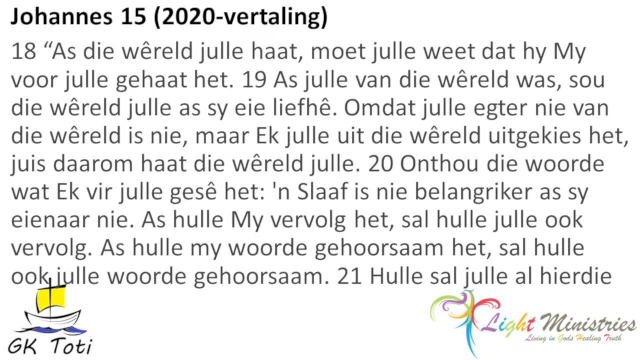 Johannes 15 (2020-vertaling)
18 “As die wêreld julle haat, moet julle weet dat hy My
voor julle gehaat het. 19 As julle van die wêreld was, sou
die wêreld julle as sy eie liefhê. Omdat julle egter nie van
die wêreld is nie, maar Ek julle uit die wêreld uitgekies het,
juis daarom haat die wêreld julle. 20 Onthou die woorde
wat Ek vir julle gesê het: 'n Slaaf is nie belangriker as sy
eienaar nie. As hulle My vervolg het, sal hulle julle ook
vervolg. As hulle my woorde gehoorsaam het, sal hulle
ook julle woorde gehoorsaam. 21 Hulle sal julle al hierdie
GK Toti
Light Ministries
Living in Gods Healing Truth